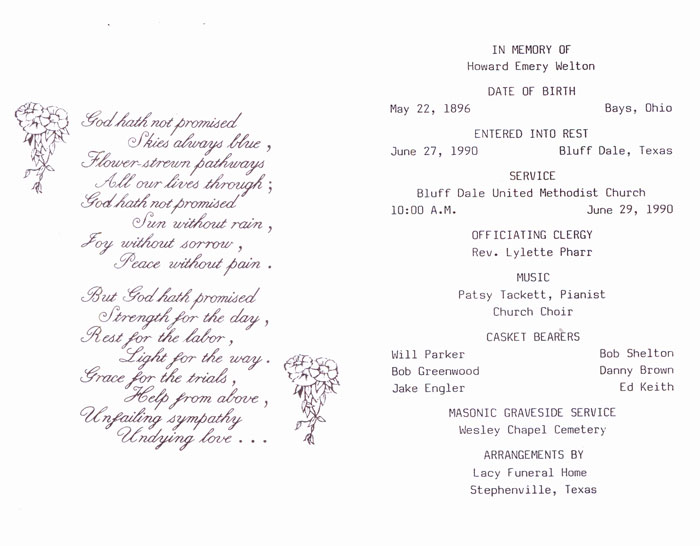 God hath not promised
Skies always blue,
Flower-strewn pathways
All our lives through;
God hath not promised
Sun without rain,
Joy without sorrow,
Peace without pain.
But God hath promised
Strength for the day,
Rest for the labor,
Light for the way.
Grace for the trials,
Help from above,
Unfailing sympathy
Undying love . . .
IN MEMORY OF
Howard Emery Welton
DATE OF BIRTH
May 22, 1896 Bays, Ohio
ENTERED INTO REST
June 27, 1990 Bluff Dale, Texas
SERVICE
Bluff Dale United Methodist Church
10:00 A.M. June 29, 1990
OFFICIATING CLERGY
Rev. Lylette Pharr
MUSIC
Patsy Tackett, Pianist
Church Choir
CASKET BEARERS
Will Parker Bob Shelton
Bob Greenwood Danny Brown
Jake Engler Ed Keith
MASONIC GRAVESIDE SERVICE
Wesley Chapel Cemetery
ARRANGEMENTS BY
Lacy Funeral Home
Stephenville, Texas